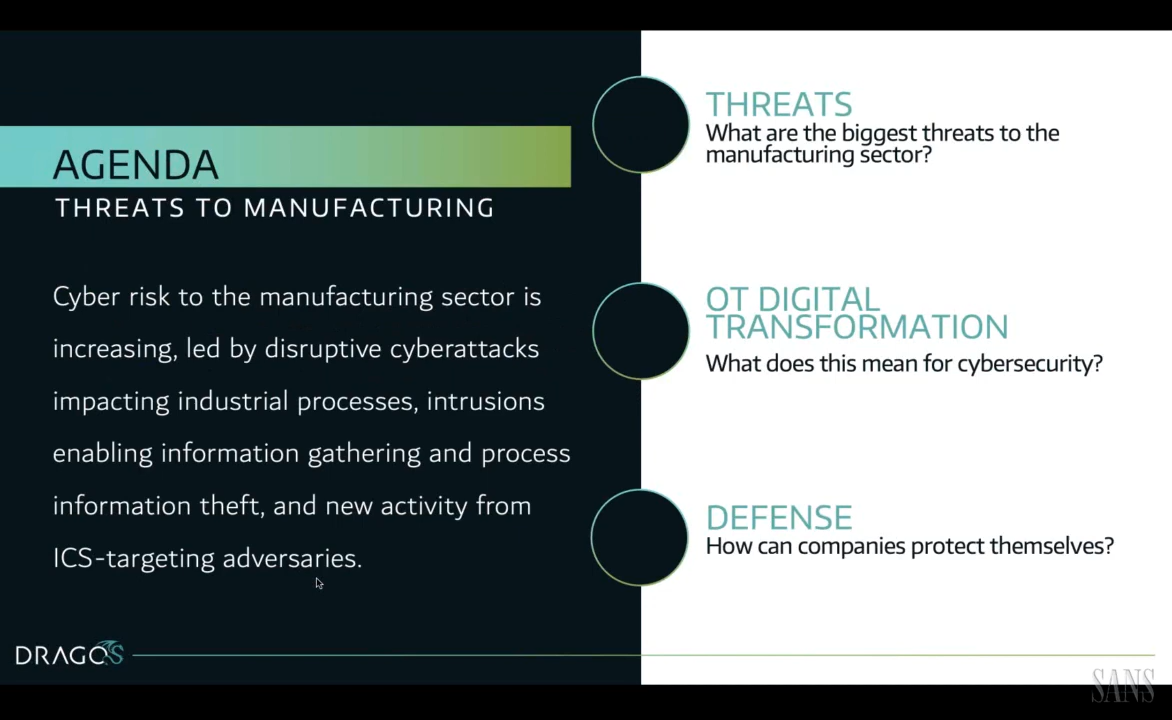 AGENDA
THREATS TO MANUFACTURING
Cyber risk to the manufacturing sector is
increasing, led by disruptive cyberattacks
impacting industrial processes, intrusions
enabling information gathering and process
information theft, and new activity from
ICS-targeting adversaries.
THREATS
What are the biggest threats to the
manufacturing sector?
OT DIGITAL
TRANSFORMATION
What does this mean for cybersecurity?
DEFENSE
How can companies protect themselves?
DRAGOS
SANS